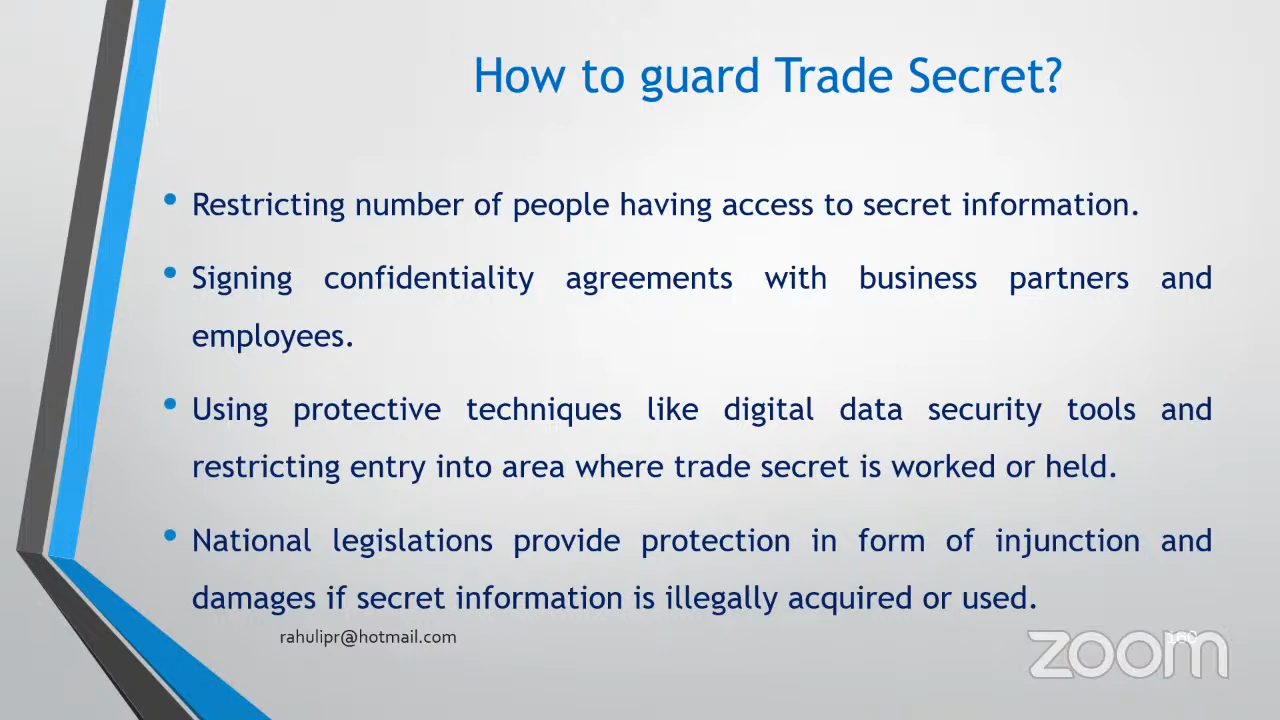 How to guard Trade Secret?
• Restricting number of people having access to secret information.
• Signing confidentiality agreements with business partners and
employees.
• Using protective techniques like digital data security tools and
restricting entry into area where trade secret is worked or held.
• National legislations provide protection in form of injunction and
damages if secret information is illegally acquired or used.
rahulipr@hotmail.com
zoom